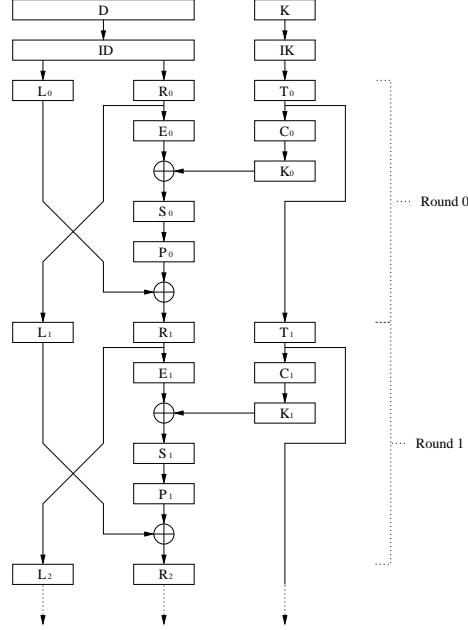 D K
ID IK
L₀ R₀ T₀
E₀ C₀
K₀
Round 0
S₀
P₀
L₁ R₁ T₁
E₁ C₁
K₁
Round 1
S₁
P₁
L₂ R₂